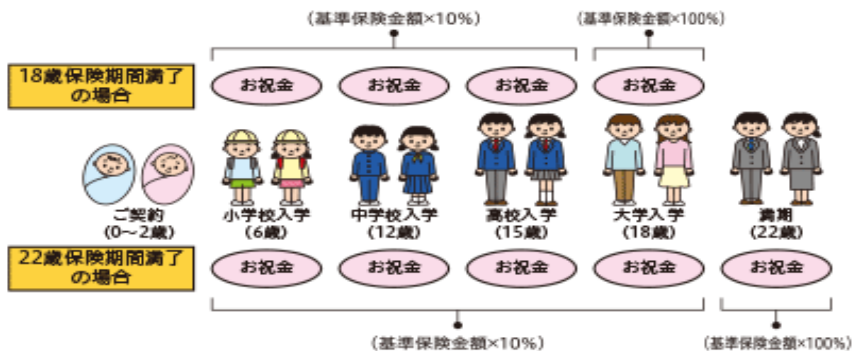 (基準保険金額×10%)
(基準保険金額×100%)
18歳保険期間満了
の場合
お祝金
お祝金
お祝金
お祝金
ご契約
(0〜2歳)
小学校入学
(6歳)
中学校入学
(12歳)
高校入学
(15歳)
大学入学
(18歳)
満期
(22歳)
22歳保険期間満了
の場合
お祝金
お祝金
お祝金
お祝金
お祝金
(基準保険金額×10%)
(基準保険金額×100%)